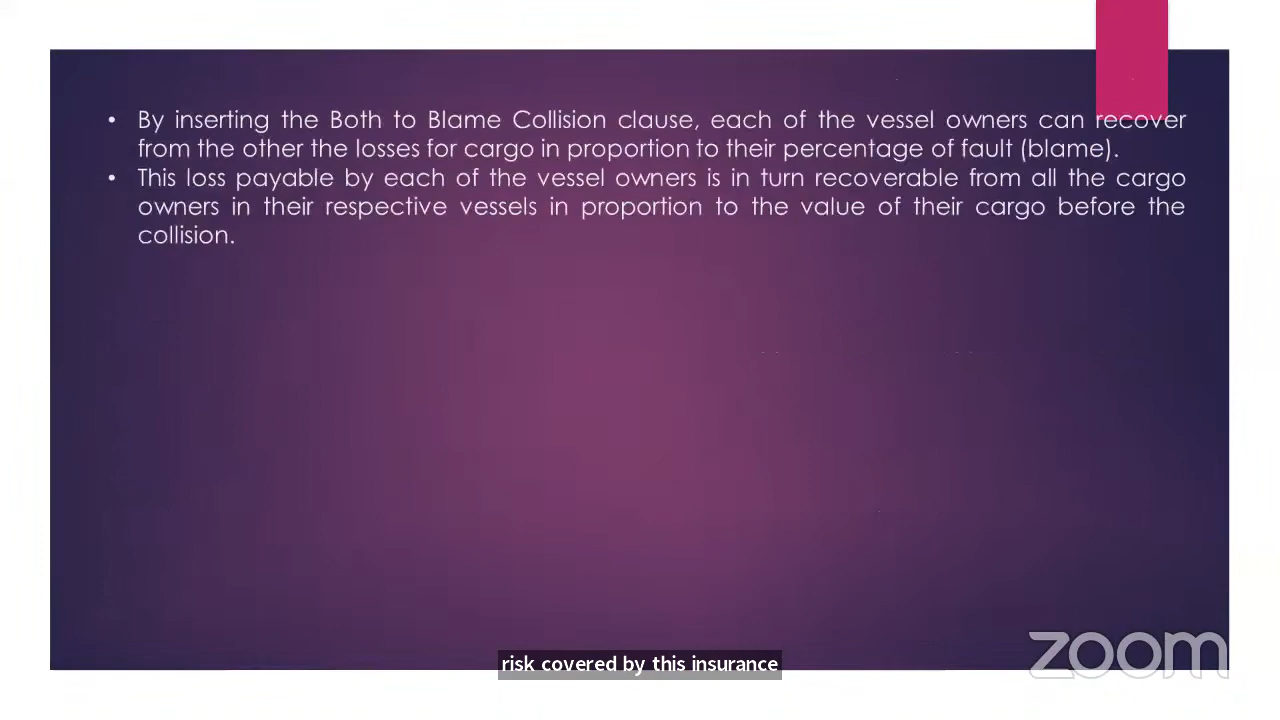 • By inserting the Both to Blame Collision clause, each of the vessel owners can recover
from the other the losses for cargo in proportion to their percentage of fault (blame).
• This loss payable by each of the vessel owners is in turn recoverable from all the cargo
owners in their respective vessels in proportion to the value of their cargo before the
collision.
zoom
risk covered by this insurance